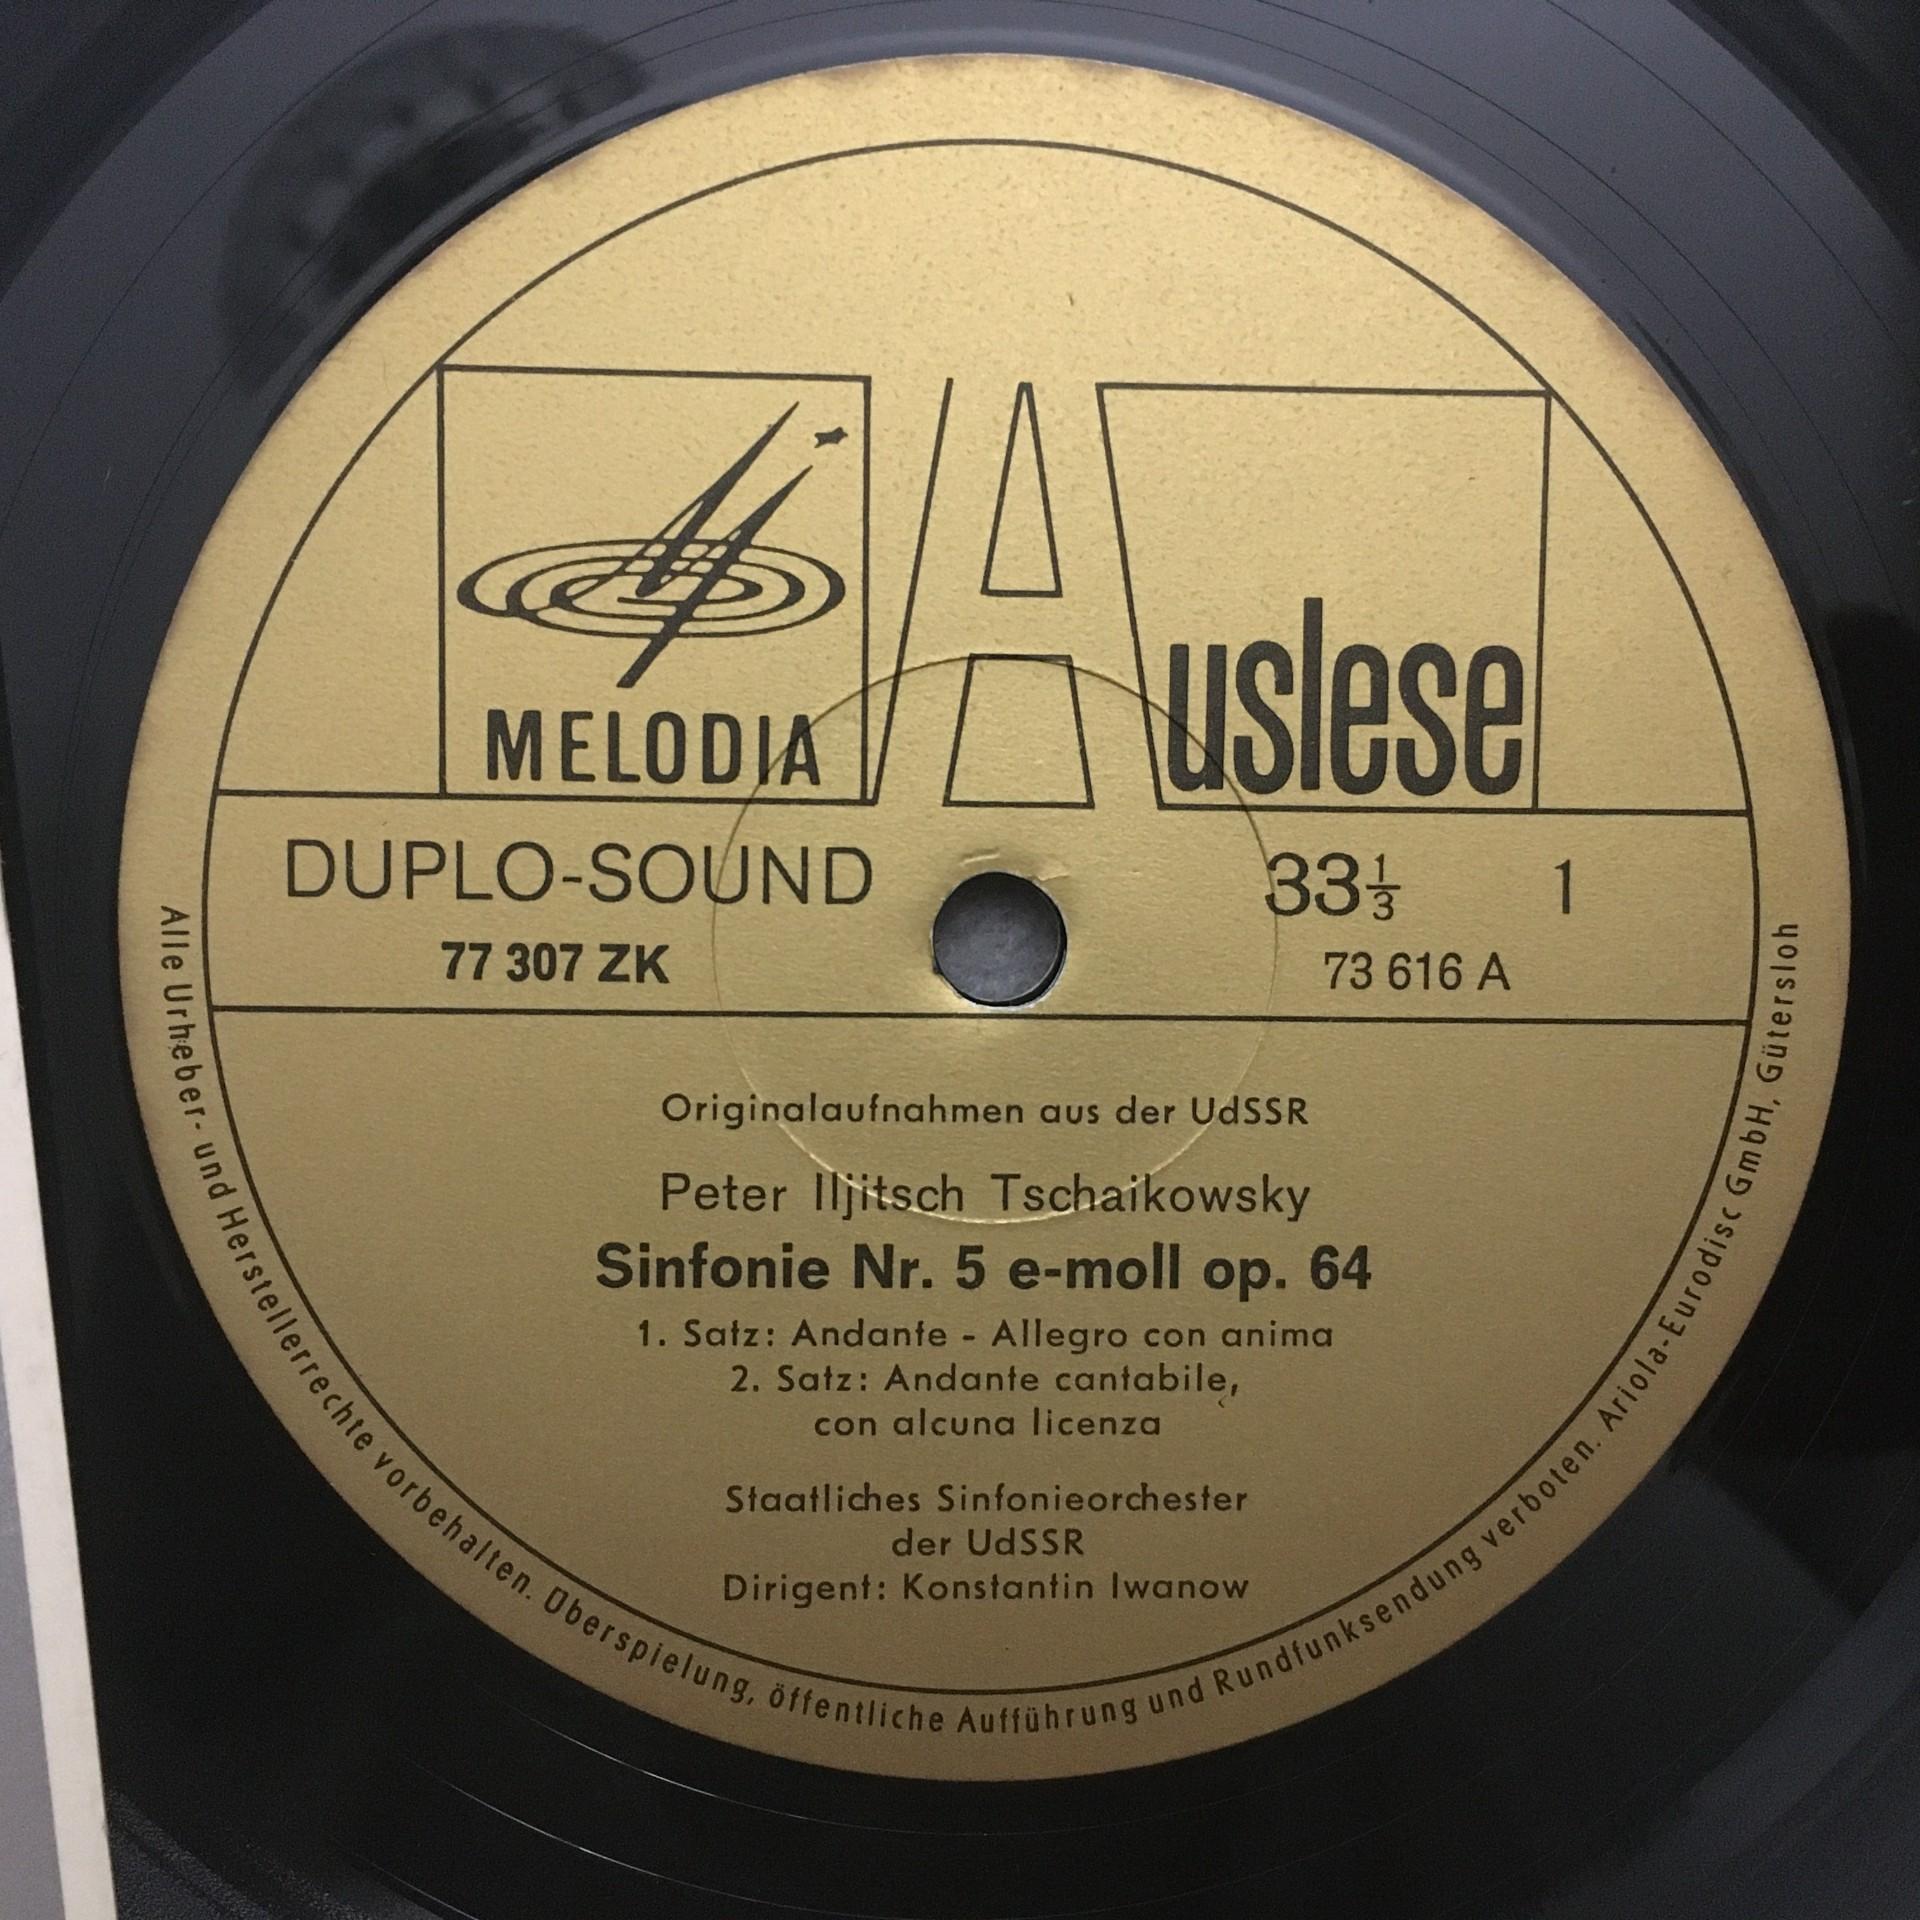 MELODIA
Auslese
DUPLO-SOUND
33 1/3
1
77 307 ZK
73 616 A
Originalaufnahmen aus der UdSSR
Peter Iljitsch Tschaikowsky
Sinfonie Nr. 5 e-moll op. 64
1. Satz: Andante - Allegro con anima
2. Satz: Andante cantabile,
con alcuna licenza
Staatliches Sinfonieorchester
der UdSSR
Dirigent: Konstantin Iwanow
Alle Urheber- und Herstellerrechte vorbehalten. Überspielung, öffentliche Aufführung und Rundfunksendung verboten. Ariola-Eurodisc GmbH, Gütersloh